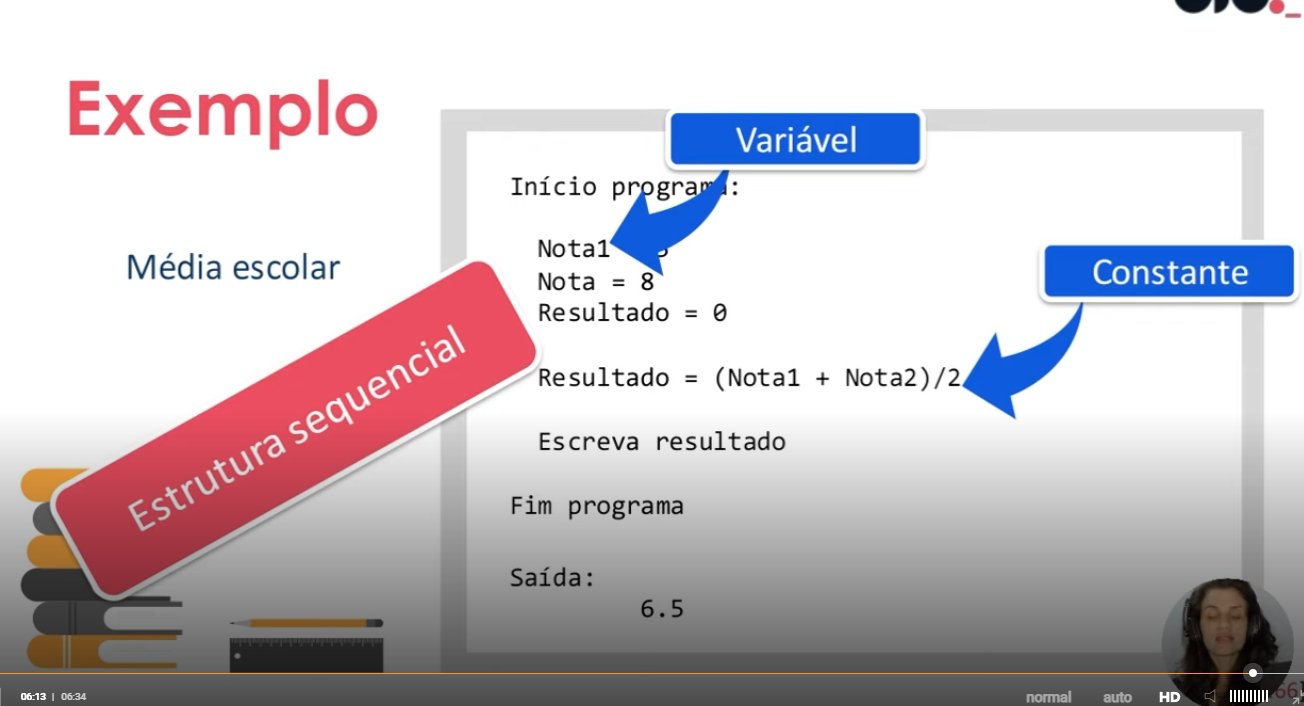 Exemplo
Média escolar
Estrutura sequencial
Variável
Constante
Início programa:
Nota1
Nota = 8
Resultado = 0
Resultado = (Nota1 + Nota2)/2
Escreva resultado
Fim programa
Saída:
6.5
06:13 | 06:34
normal auto HD